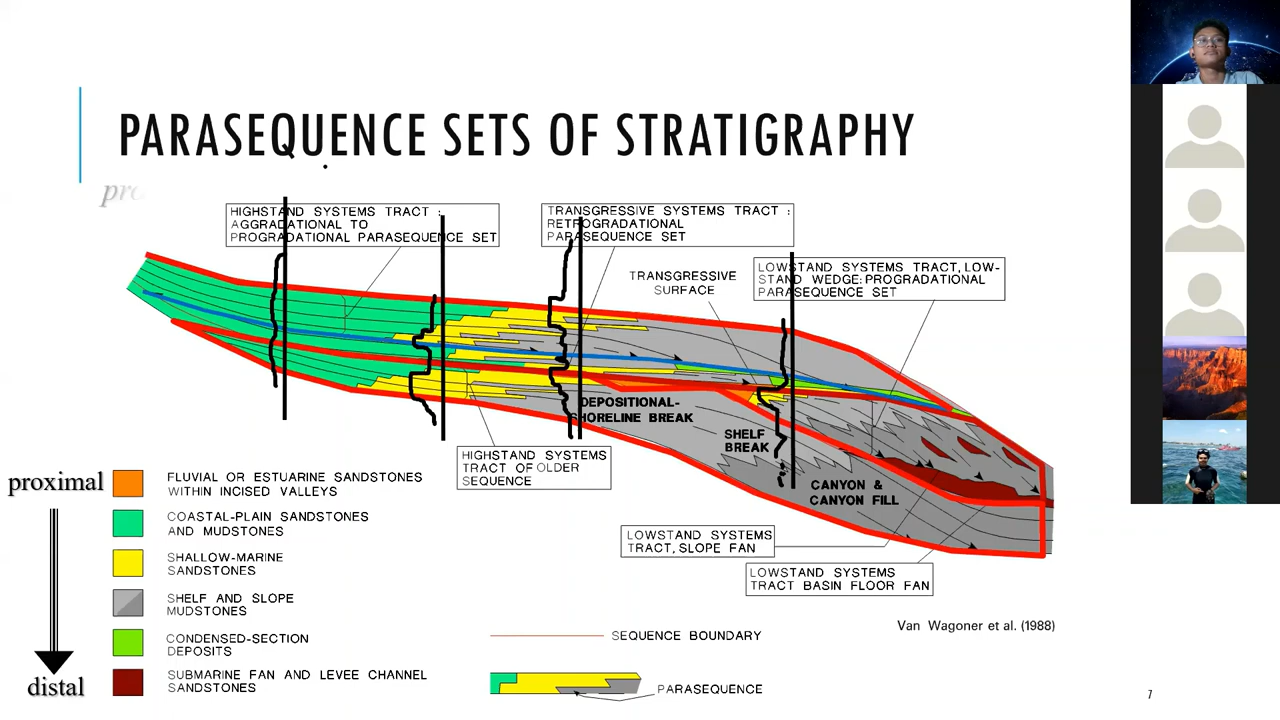 PARASEQUENCE SETS OF STRATIGRAPHY
HIGHSTAND SYSTEMS TRACT :
AGGRADATIONAL TO
PROGRADATIONAL PARASEQUENCE SET
TRANSGRESSIVE SYSTEMS TRACT :
RETROGRADATIONAL
PARASEQUENCE SET
TRANSGRESSIVE
SURFACE
LOWSTAND SYSTEMS TRACT, LOW-
STAND WEDGE: PROGRADATIONAL
PARASEQUENCE SET
DEPOSITIONAL-
SHORELINE BREAK
SHELF
BREAK
HIGHSTAND SYSTEMS
TRACT OF OLDER
SEQUENCE
CANYON &
CANYON FILL
LOWSTAND SYSTEMS
TRACT, SLOPE FAN
LOWSTAND SYSTEMS
TRACT BASIN FLOOR FAN
proximal
distal
FLUVIAL OR ESTUARINE SANDSTONES
WITHIN INCISED VALLEYS
COASTAL-PLAIN SANDSTONES
AND MUDSTONES
SHALLOW-MARINE
SANDSTONES
SHELF AND SLOPE
MUDSTONES
CONDENSED-SECTION
DEPOSITS
SUBMARINE FAN AND LEVEE CHANNEL
SANDSTONES
SEQUENCE BOUNDARY
PARASEQUENCE
Van Wagoner et al. (1988)
7